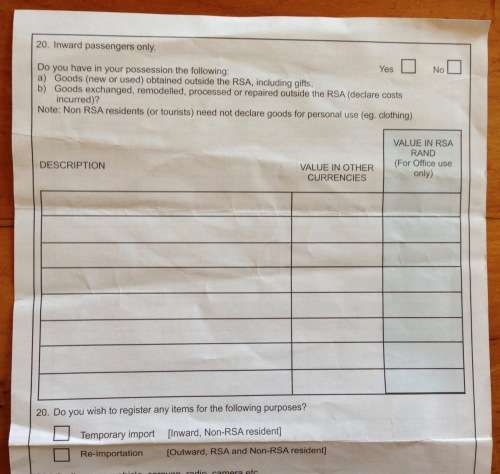 20. Inward passengers only.
Do you have in your possession the following: Yes No
a) Goods (new or used) obtained outside the RSA, including gifts.
b) Goods exchanged, remodelled, processed or repaired outside the RSA (declare costs
incurred)?
Note: Non RSA residents (or tourists) need not declare goods for personal use (eg. clothing)
DESCRIPTION
VALUE IN OTHER
CURRENCIES
VALUE IN RSA
RAND
(For Office use
only)
20. Do you wish to register any items for the following purposes?
Temporary import [Inward, Non-RSA resident]
Re-importation [Outward, RSA and Non-RSA resident]
radio, camera etc